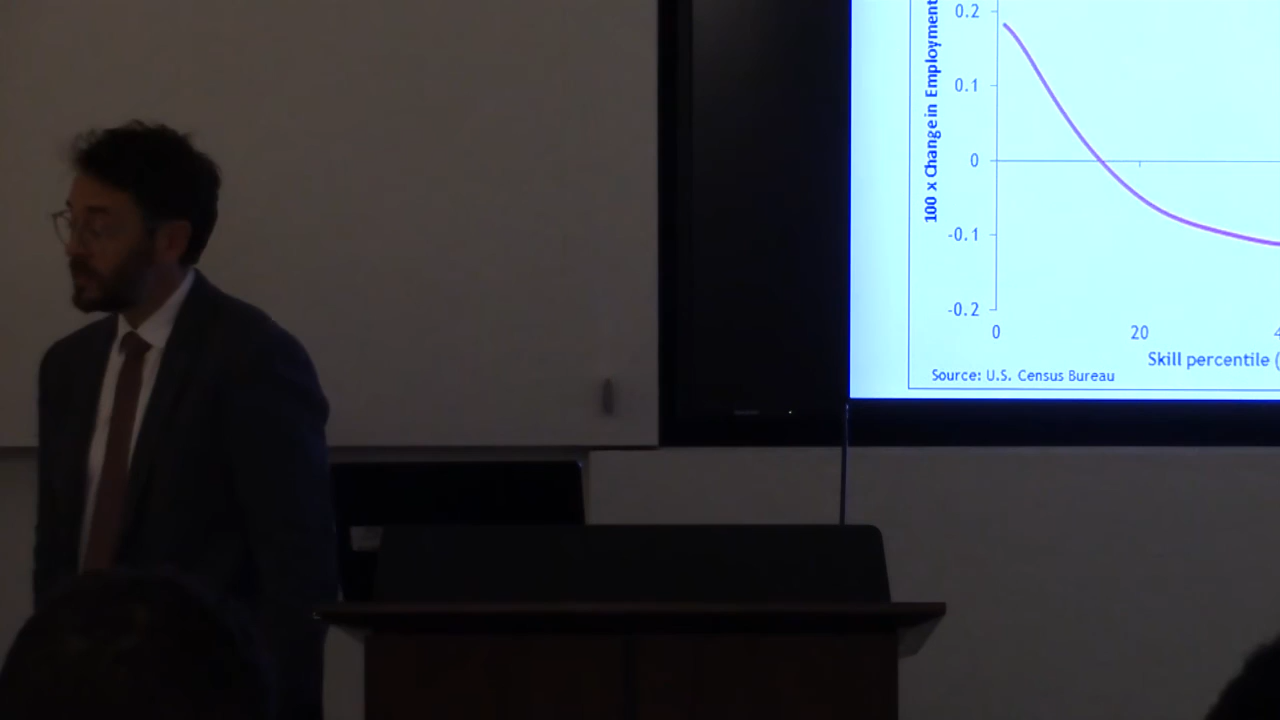 100 x Change in Employment
0.2
0.1
0
-0.1
-0.2
0 20
Skill percentile (
Source: U.S. Census Bureau